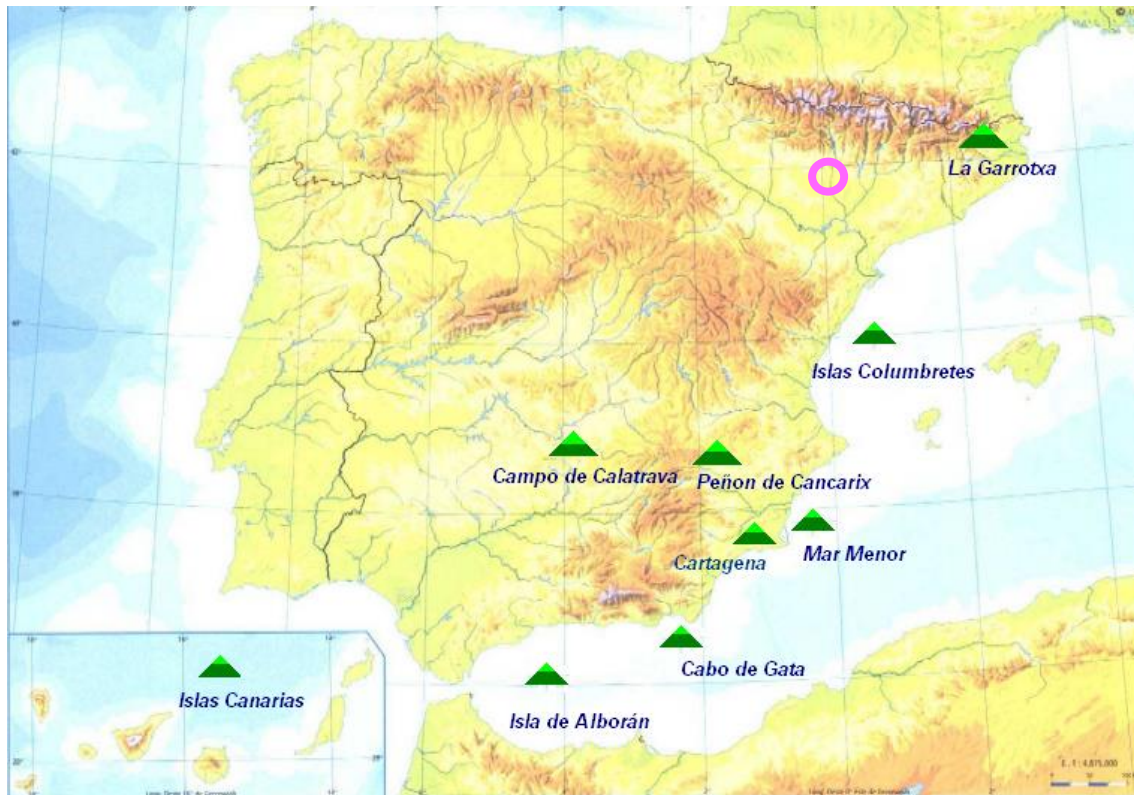 La Garrotxa
Islas Columbretes
Campo de Calatrava
Peñon de Cancarix
Cartagena
Mar Menor
Cabo de Gata
Islas Canarias
Isla de Alborán